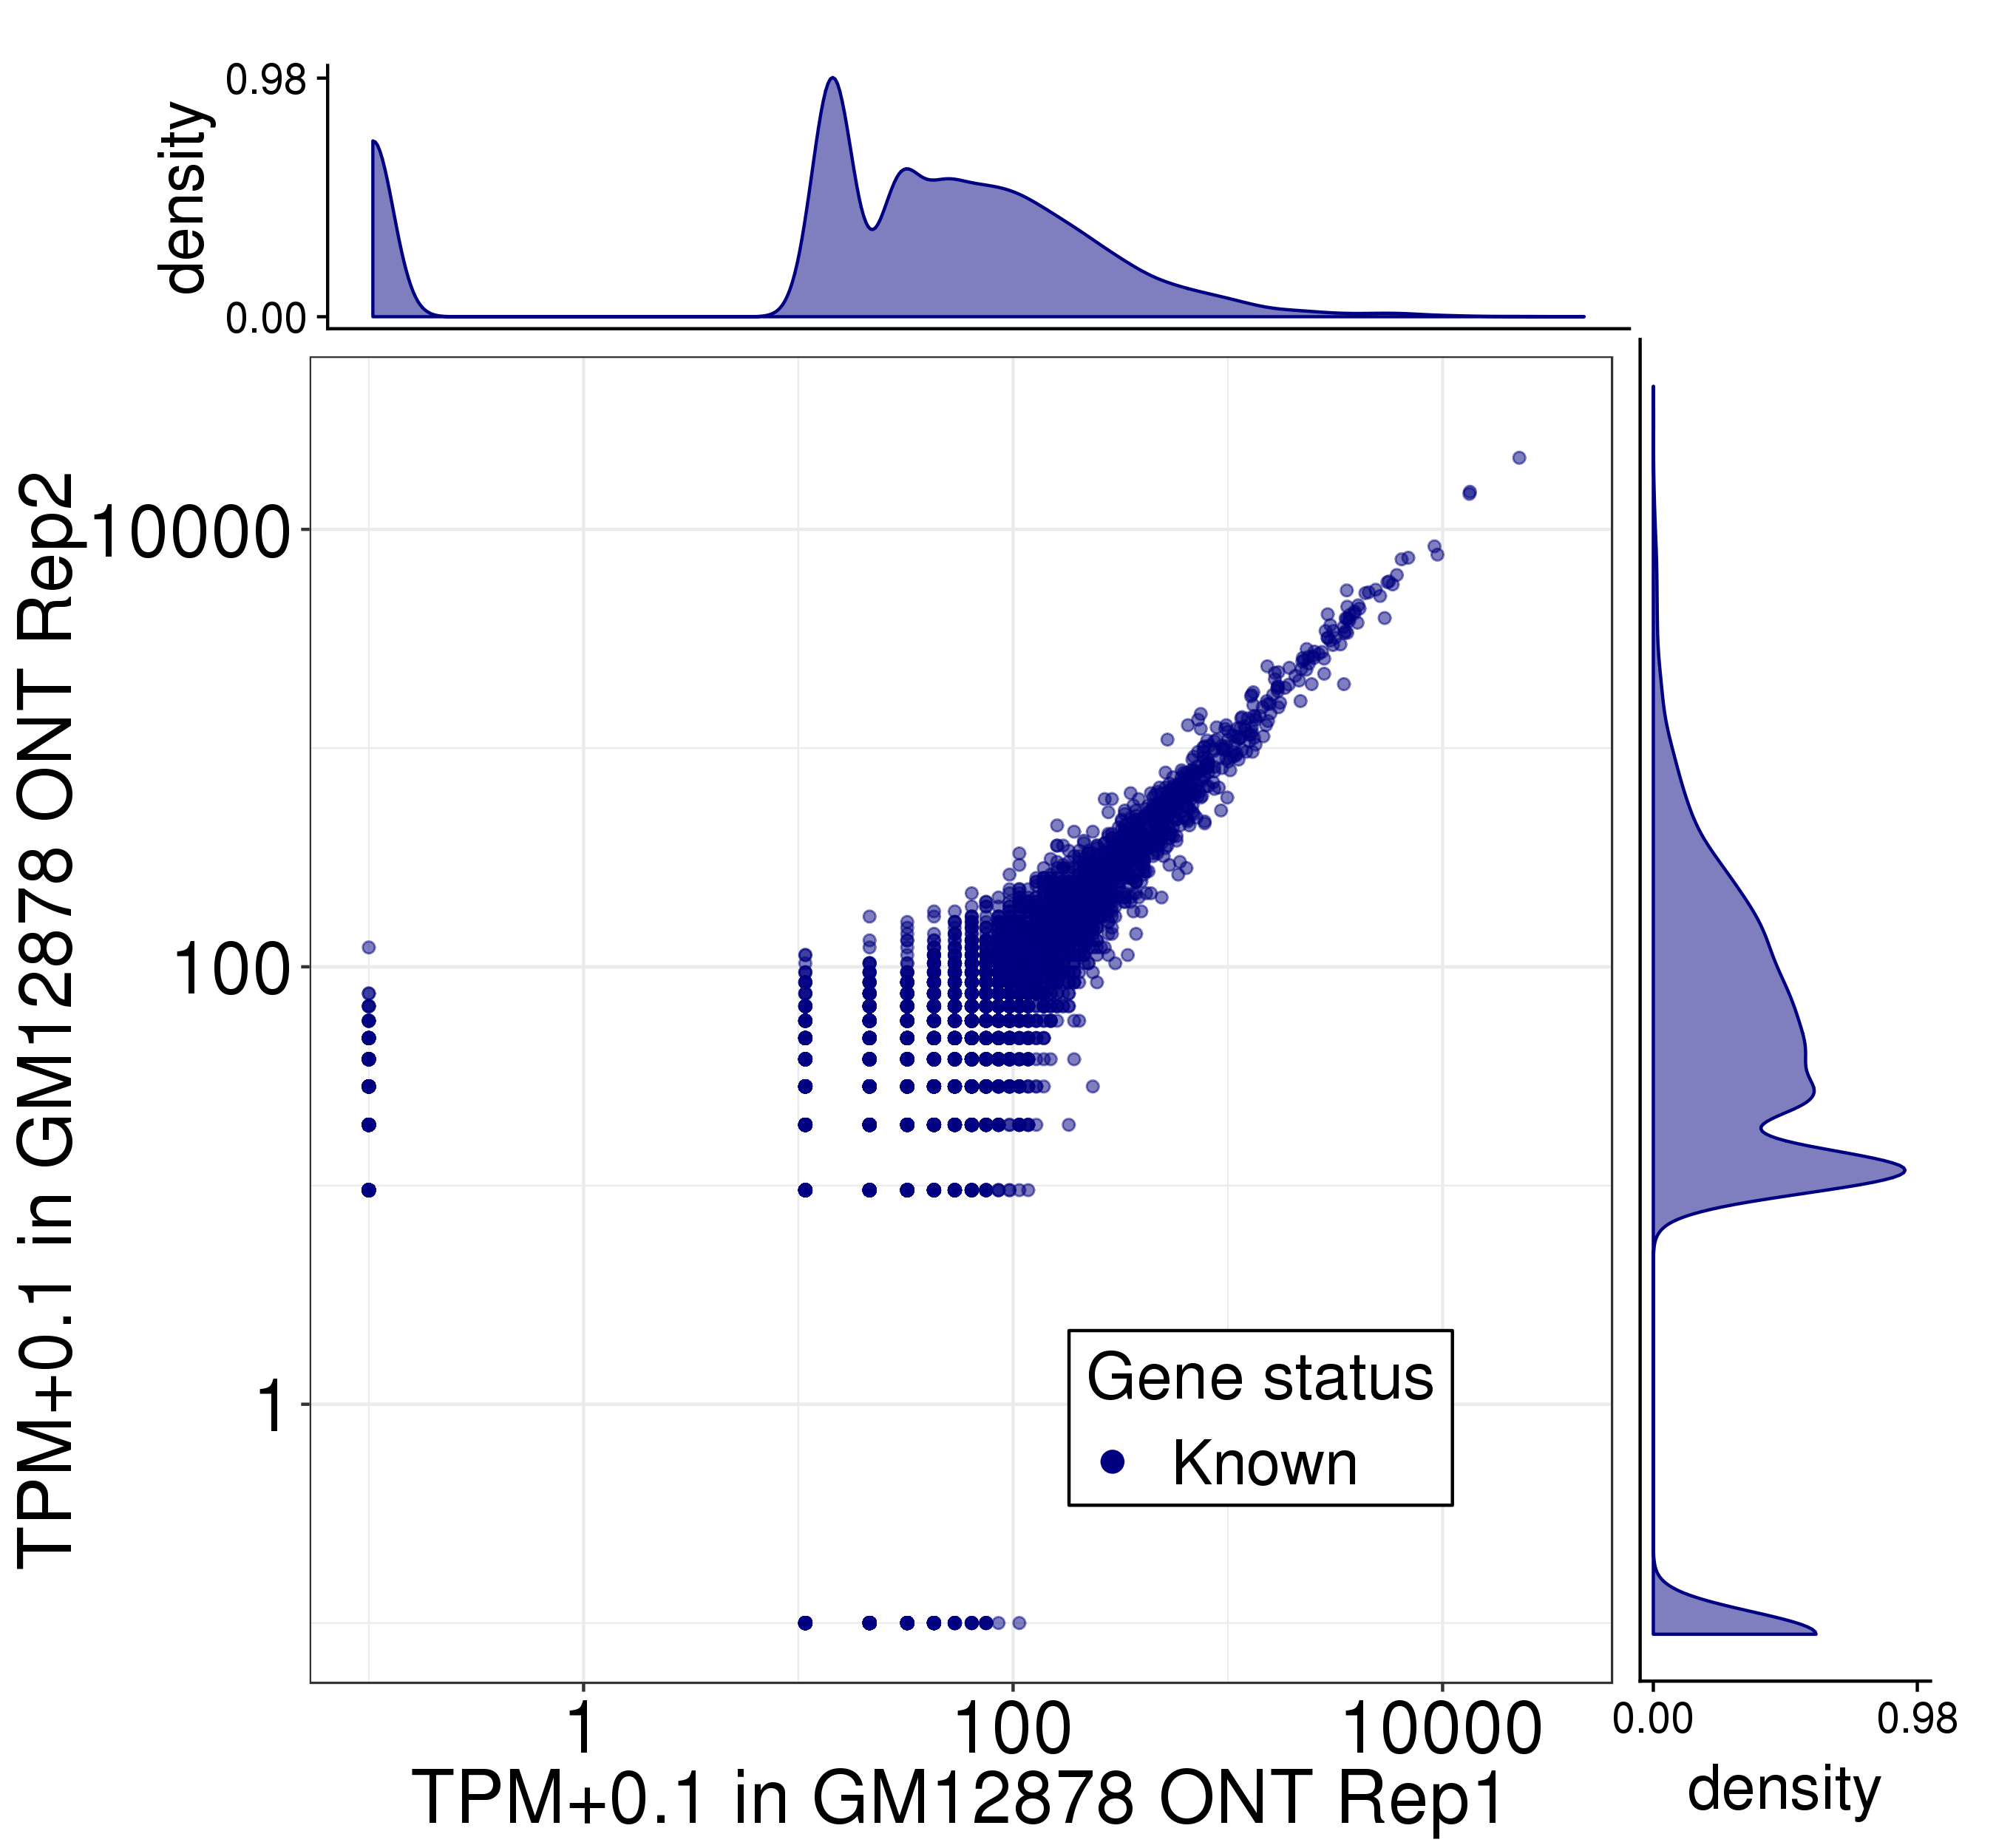 0.98
density
0.00
TPM+0.1 in GM12878 ONT Rep2
10000
100
1
Gene status
Known
1
100
10000
TPM+0.1 in GM12878 ONT Rep1
0.00
0.98
density